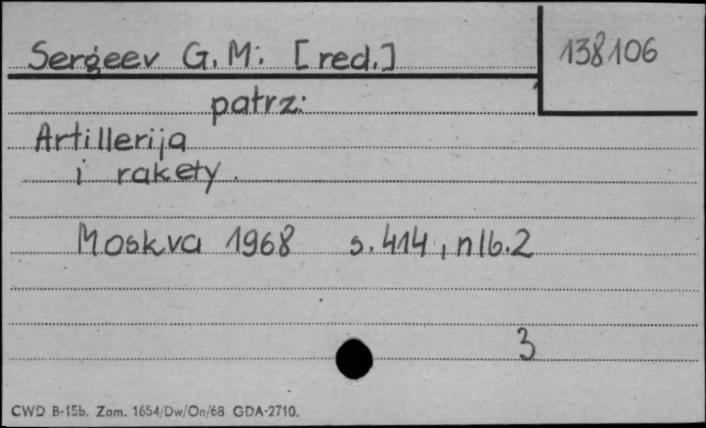 Sergeev G. M. [red.]
138106
patrz:
Artillerija
i rakety.
Moskva 1968 s. 414, nlb. 2
3
CWD B-15b. Zam. 1654/Dw/On/68 GDA-2710.